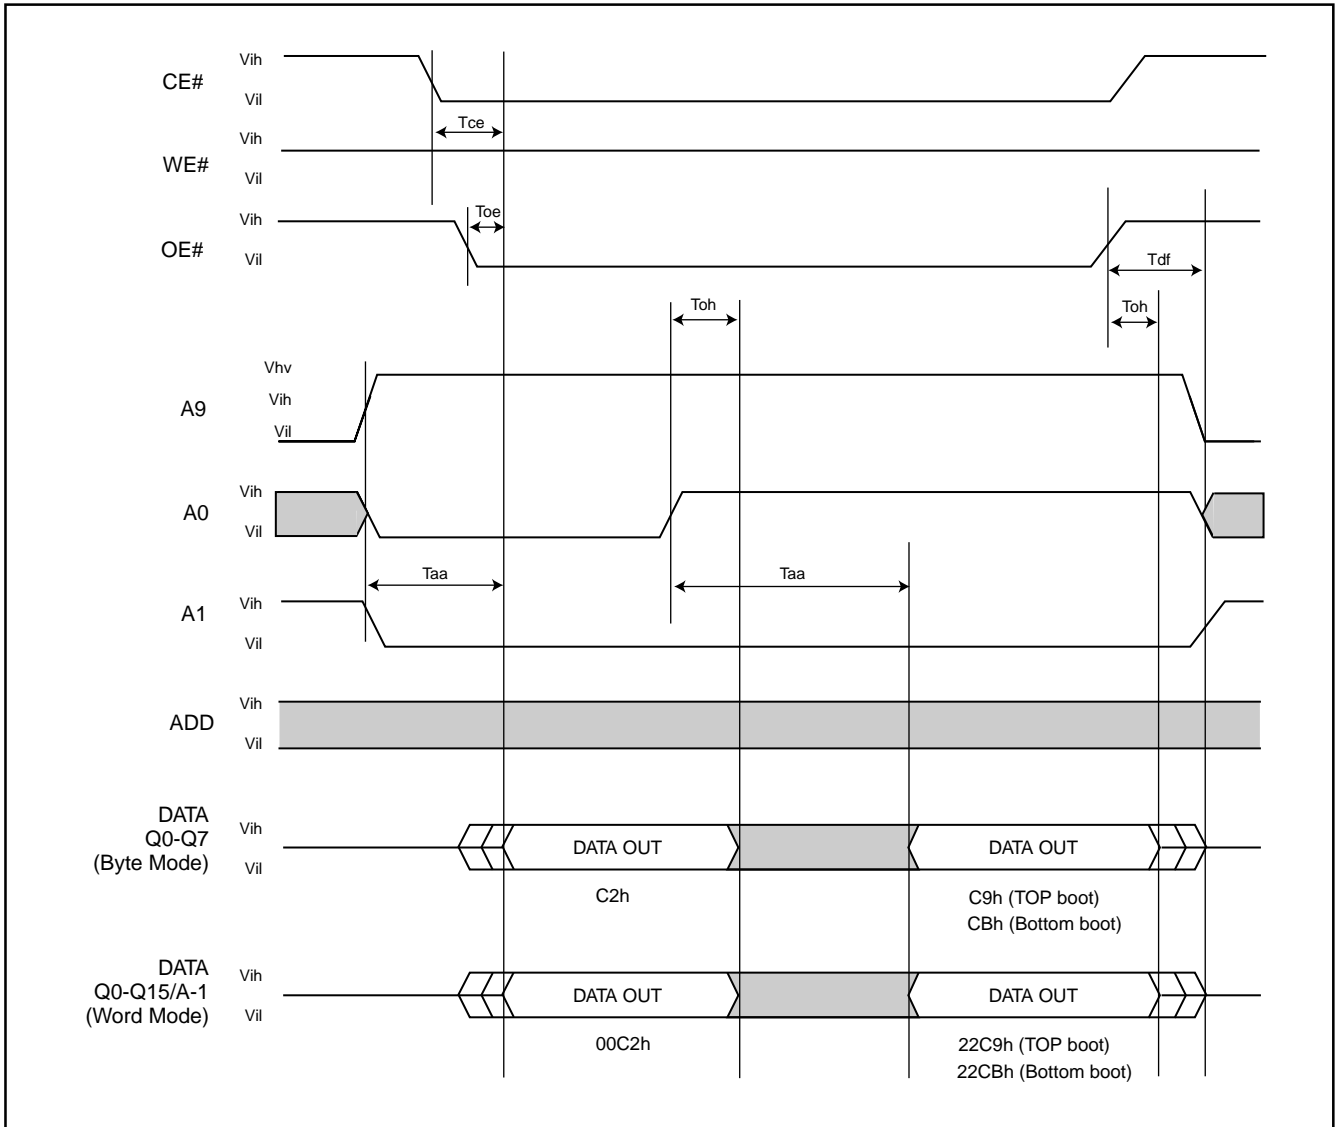 CE#
Vih
Vil
Tce
WE#
Vih
Vil
OE#
Vih
Vil
Toe
Tdf
Toh
Toh
A9
Vhv
Vih
Vil
A0
Vih
Vil
Taa
Taa
A1
Vih
Vil
ADD
Vih
Vil
DATA
Q0-Q7
(Byte Mode)
Vih
Vil
DATA OUT
DATA OUT
C2h
C9h (TOP boot)
CBh (Bottom boot)
DATA
Q0-Q15/A-1
(Word Mode)
Vih
Vil
DATA OUT
DATA OUT
00C2h
22C9h (TOP boot)
22CBh (Bottom boot)